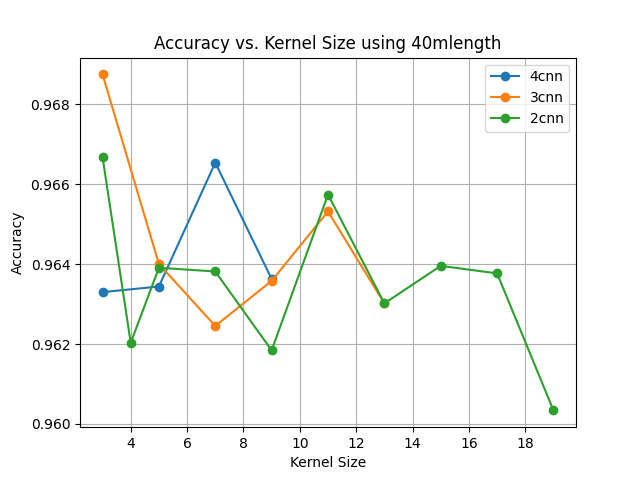 Accuracy vs. Kernel Size using 40mlength
4cnn
3cnn
2cnn
0.968
0.966
0.964
0.962
0.960
Accuracy
4 6 8 10 12 14 16 18
Kernel Size